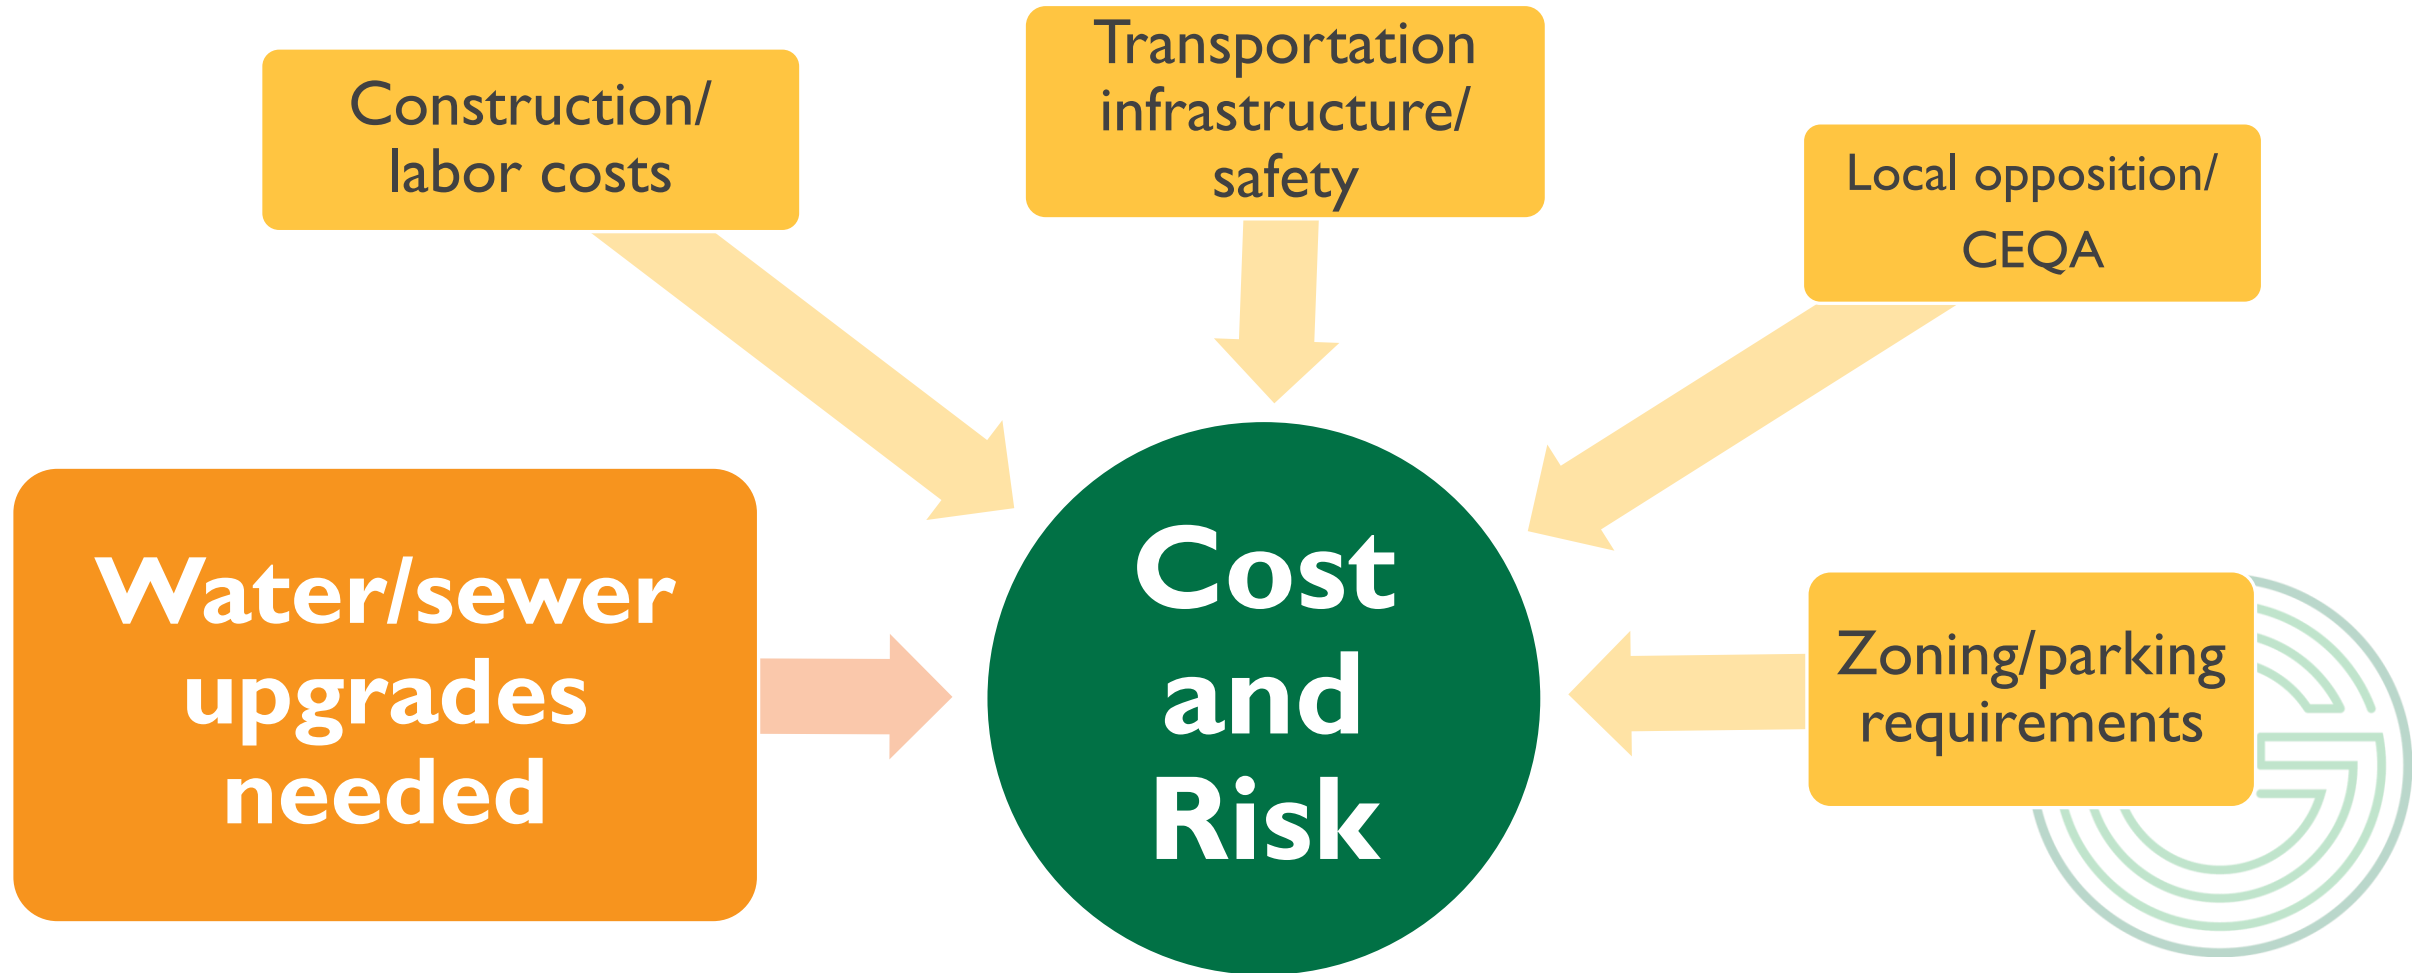 Construction/
labor costs
Transportation
infrastructure/
safety
Local opposition/
CEQA
Water/sewer
upgrades
needed
Cost
and
Risk
Zoning/parking
requirements